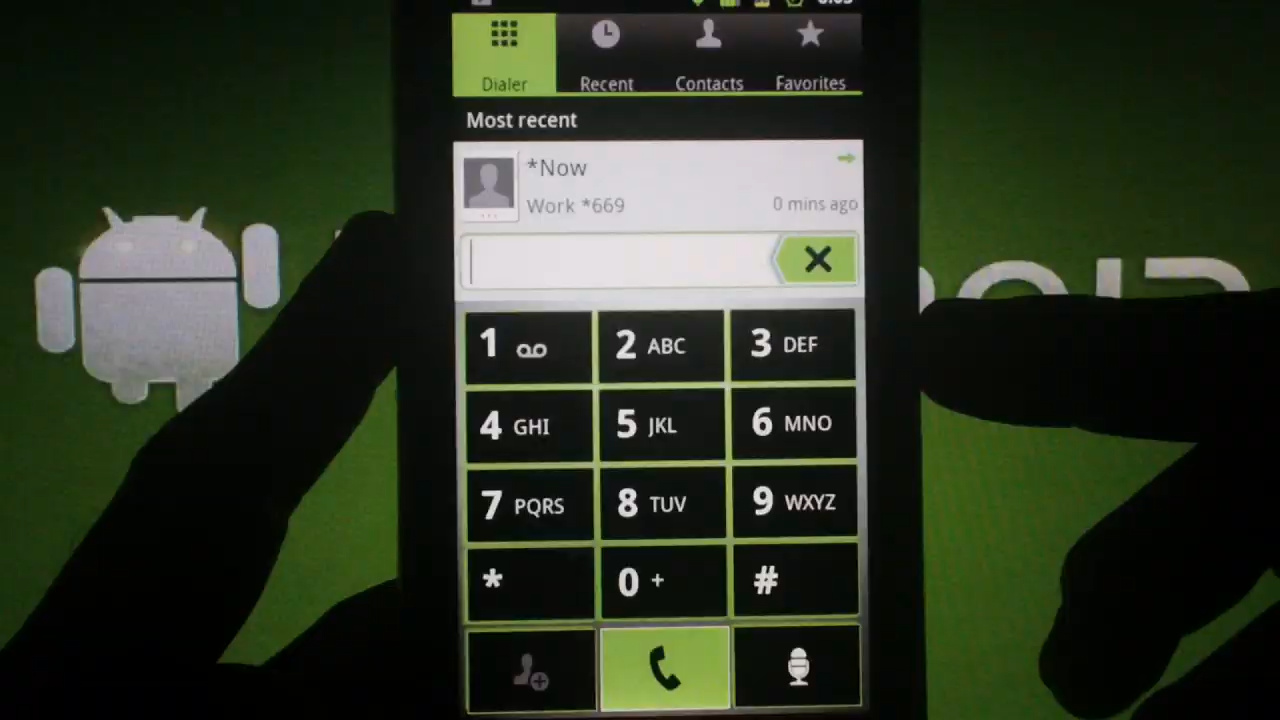 Dialer Recent Contacts Favorites
Most recent
*Now
Work *669
0 mins ago
1 2 ABC 3 DEF
4 GHI 5 JKL 6 MNO
7 PQRS 8 TUV 9 WXYZ
* 0 + #